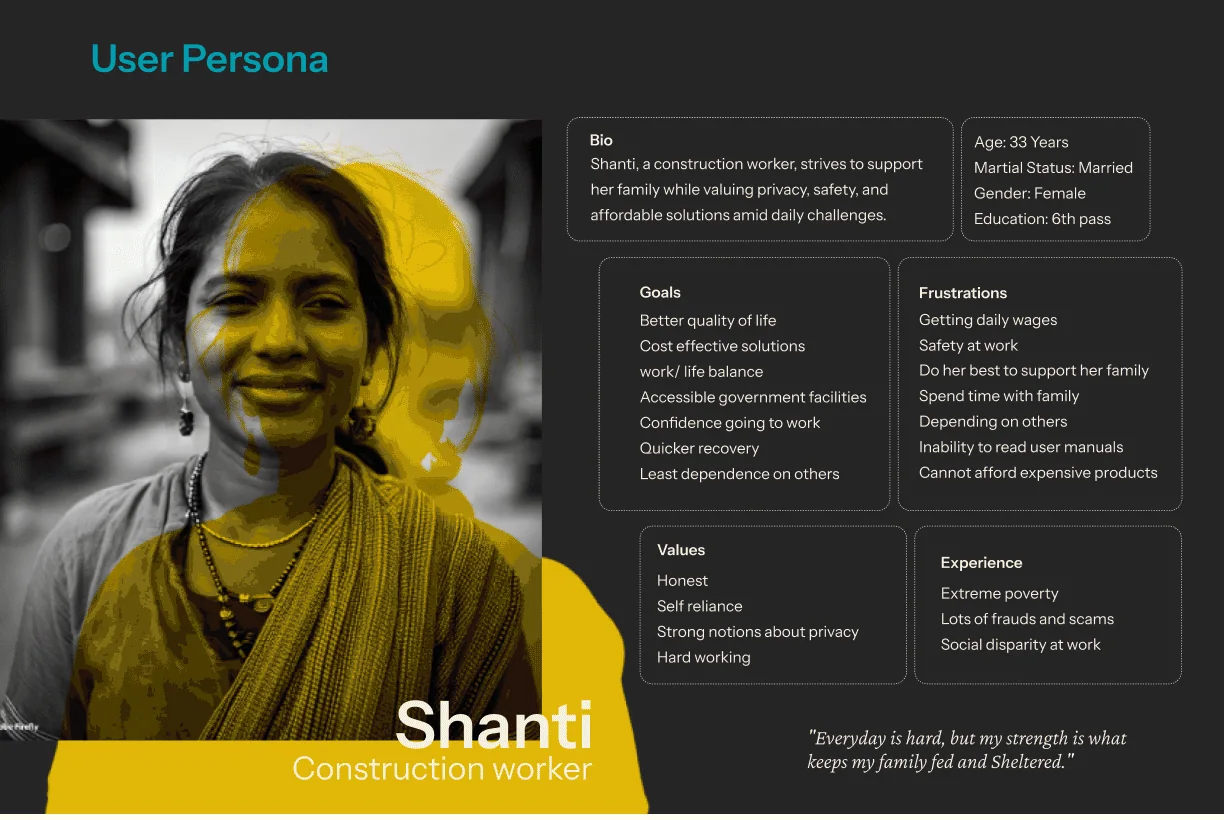 User Persona
Bio
Shanti, a construction worker, strives to support
her family while valuing privacy, safety, and
affordable solutions amid daily challenges.
Age: 33 Years
Martial Status: Married
Gender: Female
Education: 6th pass
Goals
Better quality of life
Cost effective solutions
work/ life balance
Accessible government facilities
Confidence going to work
Quicker recovery
Least dependence on others
Frustrations
Getting daily wages
Safety at work
Do her best to support her family
Spend time with family
Depending on others
Inability to read user manuals
Cannot afford expensive products
Values
Honest
Self reliance
Strong notions about privacy
Hard working
Experience
Extreme poverty
Lots of frauds and scams
Social disparity at work
Firefly
Shanti
Construction worker
"Everyday is hard, but my strength is what
keeps my family fed and Sheltered."